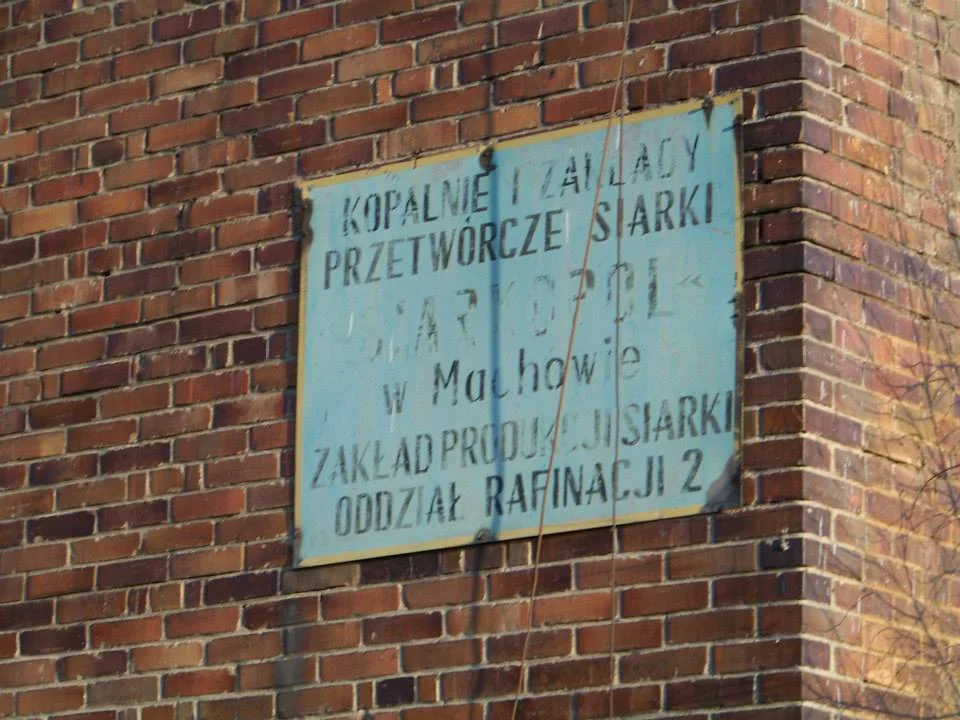 KOPALNIE I ZAKŁADY
PRZETWÓRCZE SIARKI
»SIARKOPOL«
w Machowie
ZAKŁAD PRODUKCJI SIARKI
ODDZIAŁ RAFINACJI 2